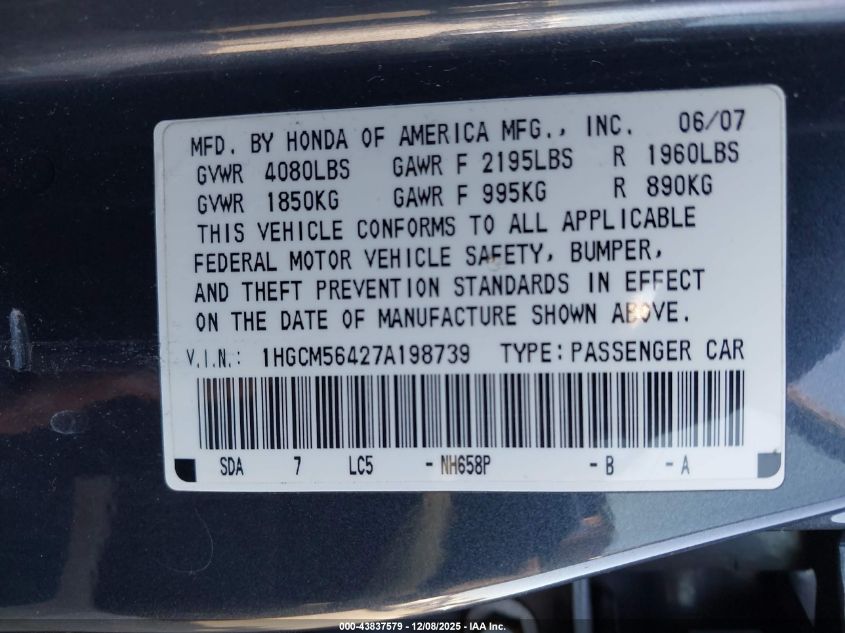 MFD. BY HONDA OF AMERICA MFG., INC. 06/07
GVWR 4080LBS GAWR F 2195LBS R 1960LBS
GVWR 1850KG GAWR F 995KG R 890KG
THIS VEHICLE CONFORMS TO ALL APPLICABLE
FEDERAL MOTOR VEHICLE SAFETY, BUMPER,
AND THEFT PREVENTION STANDARDS IN EFFECT
ON THE DATE OF MANUFACTURE SHOWN ABOVE.
V.I.N.: 1HGCM56427A198739 TYPE: PASSENGER CAR
SDA 7 LC5 - NH658P - B - A
000-43837579 - 12/08/2025 - IAA Inc.